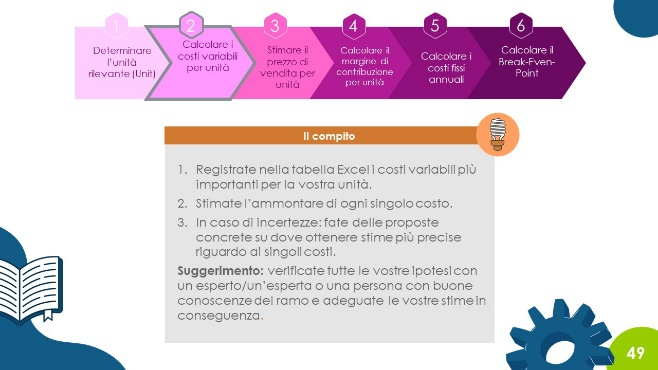 1
Determinare
l'unità
rilevante (Unit)
2
Calcolare i
costi variabili
per unità
3
Stimare il
prezzo di
vendita per
unità
4
Calcolare il
margine di
contribuzione
per unità
5
Calcolare i
costi fissi
annuali
6
Calcolare il
Break-Even-
Point
Il compito
1. Registrate nella tabella Excel i costi variabili più
importanti per la vostra unità.
2. Stimate l'ammontare di ogni singolo costo.
3. In caso di incertezze: fate delle proposte
concrete su dove ottenere stime più precise
riguardo ai singoli costi.
Suggerimento: verificate tutte le vostre ipotesi con
un esperto/un'esperta o una persona con buone
conoscenze del ramo e adeguate le vostre stime in
conseguenza.
49